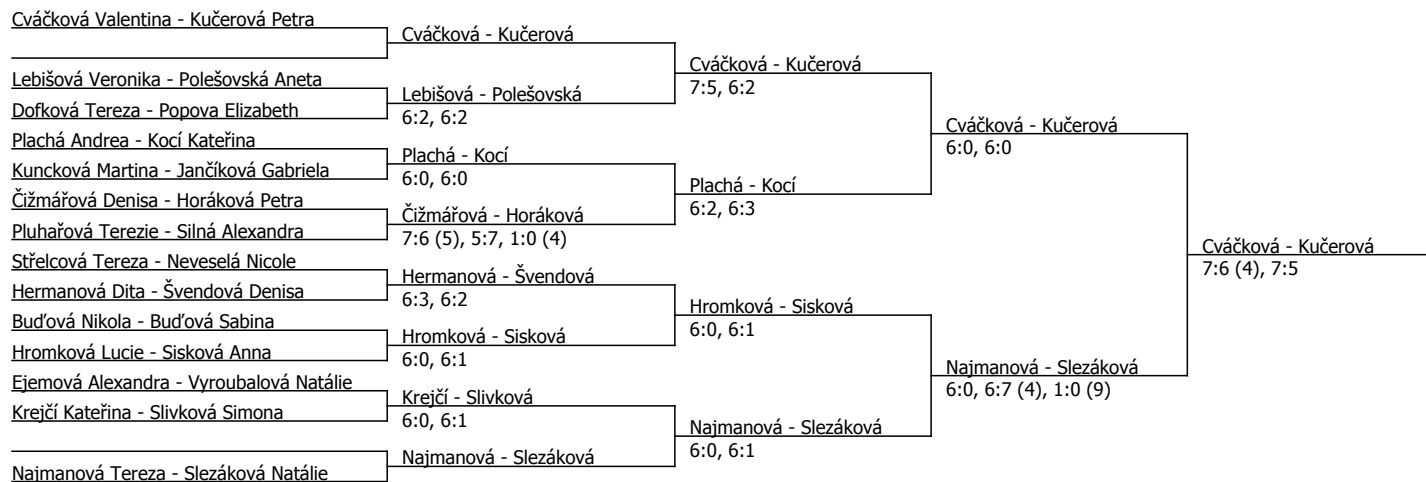 Cváčková Valentina - Kučerová Petra
Lebišová Veronika - Polešovská Aneta
Dofková Tereza - Popova Elizabeth
Plachá Andrea - Kocí Kateřina
Kuncková Martina - Jančíková Gabriela
Čižmářová Denisa - Horáková Petra
Pluhařová Terezie - Silná Alexandra
Střelcová Tereza - Neveselá Nicole
Hermanová Dita - Švendová Denisa
Buďová Nikola - Buďová Sabina
Hromková Lucie - Sisková Anna
Ejemová Alexandra - Vyroubalová Natálie
Krejčí Kateřina - Slivková Simona
Najmanová Tereza - Slezáková Natálie
Cváčková - Kučerová
Lebišová - Polešovská
6:2, 6:2
Plachá - Kocí
6:0, 6:0
Čižmářová - Horáková
7:6 (5), 5:7, 1:0 (4)
Hermanová - Švendová
6:3, 6:2
Hromková - Sisková
6:0, 6:1
Krejčí - Slivková
6:0, 6:1
Najmanová - Slezáková
Cváčková - Kučerová
7:5, 6:2
Plachá - Kocí
6:2, 6:3
Hromková - Sisková
6:0, 6:1
Najmanová - Slezáková
6:0, 6:1
Cváčková - Kučerová
6:0, 6:0
Najmanová - Slezáková
6:0, 6:7 (4), 1:0 (9)
Cváčková - Kučerová
7:6 (4), 7:5